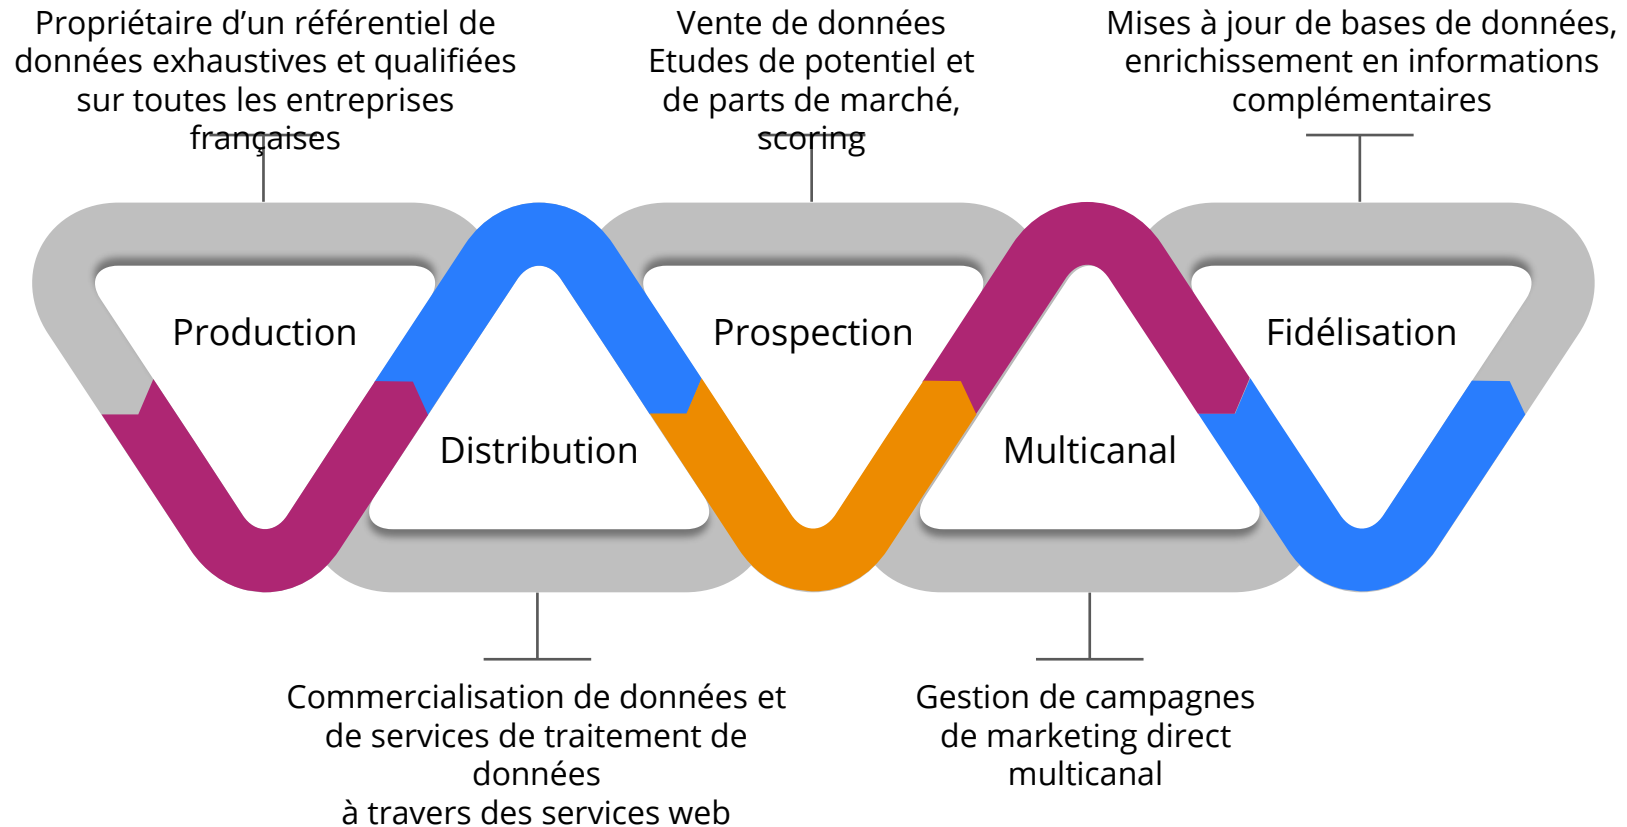 Propriétaire d’un référentiel de
données exhaustives et qualifiées
sur toutes les entreprises
françaises
Vente de données
Etudes de potentiel et
de parts de marché,
scoring
Mises à jour de bases de données,
enrichissement en informations
complémentaires
Production
Prospection
Fidélisation
Distribution
Multicanal
Commercialisation de données et
de services de traitement de
données
à travers des services web
Gestion de campagnes
de marketing direct
multicanal